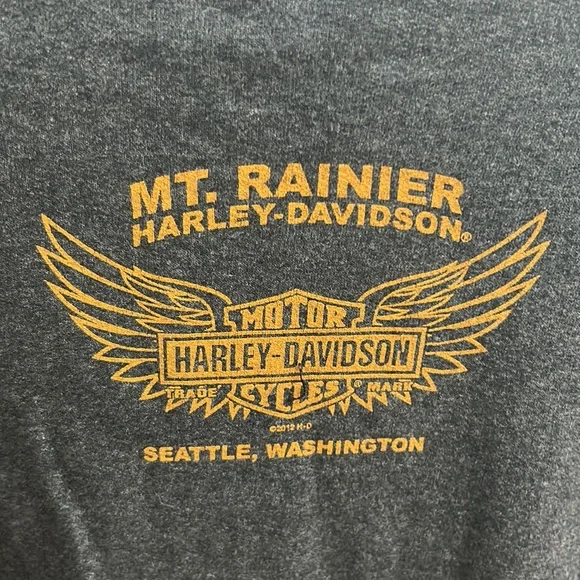 MT. RAINIER
HARLEY-DAVIDSON®
MOTOR
HARLEY-DAVIDSON
TRADE CYCLES ® MARK
©2012 H-D
SEATTLE, WASHINGTON